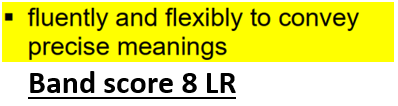 ▪ fluently and flexibly to convey
precise meanings
Band score 8 LR